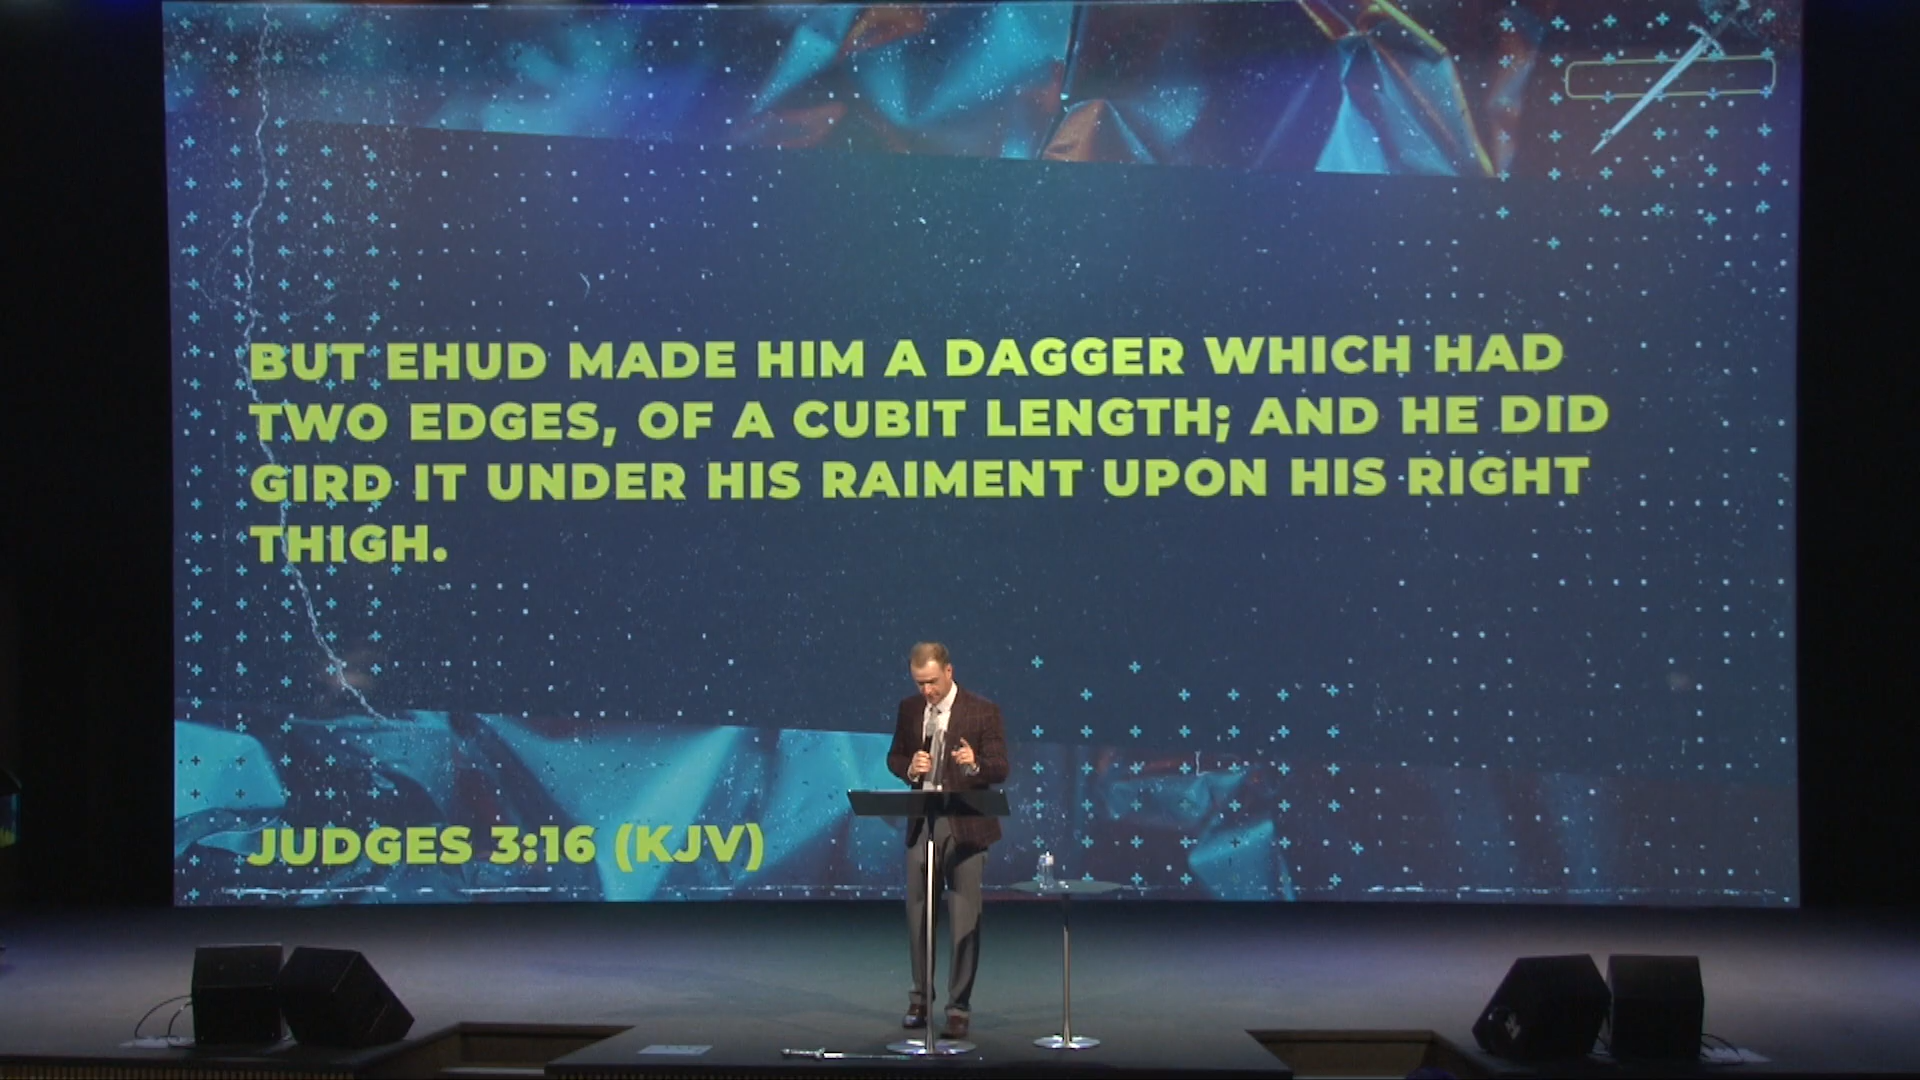 BUT EHUD MADE HIM A DAGGER WHICH HAD
TWO EDGES, OF A CUBIT LENGTH; AND HE DID
GIRD IT UNDER HIS RAIMENT UPON HIS RIGHT
THIGH.
JUDGES 3:16 (KJV)